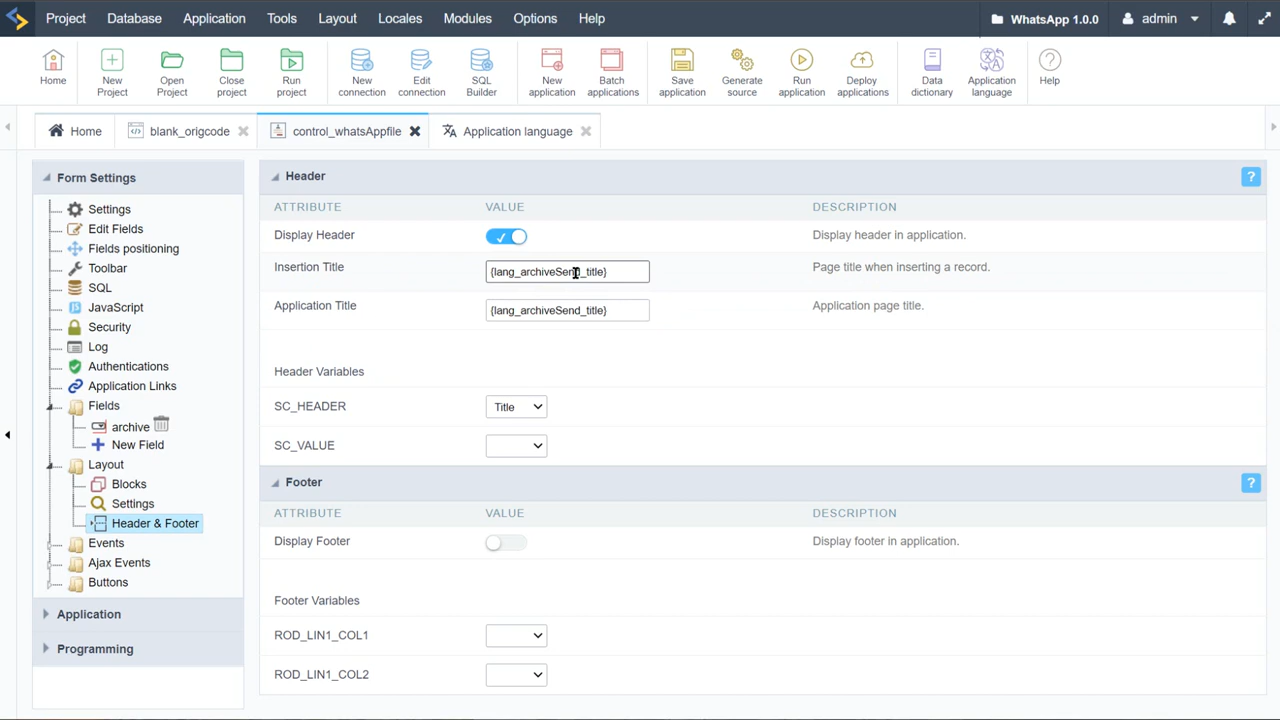 Project Database Application Tools Layout Locales Modules Options Help WhatsApp 1.0.0 admin
Home New Project Open Project Close project Run project New connection Edit connection SQL Builder New application Batch applications Save application Generate source Run application Deploy applications Data dictionary Application language Help
Home blank_origcode control_whatsAppfile Application language
Form Settings
Settings
Edit Fields
Fields positioning
Toolbar
SQL
JavaScript
Security
Log
Authentications
Application Links
Fields
archive
New Field
Layout
Blocks
Settings
Header & Footer
Events
Ajax Events
Buttons
Application
Programming
Header ?
ATTRIBUTE VALUE DESCRIPTION
Display Header Display header in application.
Insertion Title {lang_archiveSend_title} Page title when inserting a record.
Application Title {lang_archiveSend_title} Application page title.
Header Variables
SC_HEADER Title
SC_VALUE
Footer ?
ATTRIBUTE VALUE DESCRIPTION
Display Footer Display footer in application.
Footer Variables
ROD_LIN1_COL1
ROD_LIN1_COL2